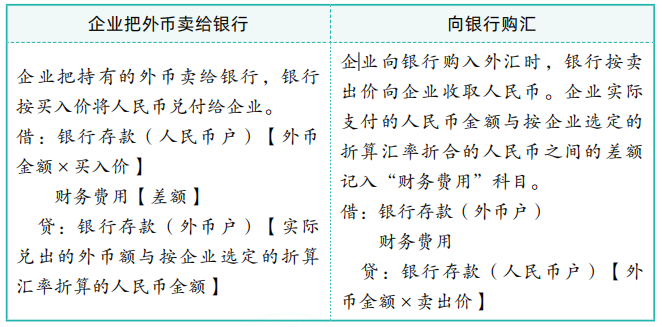 企业把外币卖给银行
企业把持有的外币卖给银行，银行
按买入价将人民币兑付给企业。
借：银行存款（人民币户）【外币
金额×买入价】
财务费用【差额】
贷：银行存款（外币户）【实际
兑出的外币额与按企业选定的折算
汇率折算的人民币金额】
向银行购汇
企业向银行购入外汇时，银行按卖
出价向企业收取人民币。企业实际
支付的人民币金额与按企业选定的
折算汇率折合的人民币之间的差额
记入“财务费用”科目。
借：银行存款（外币户）
财务费用
贷：银行存款（人民币户）【外
币金额×卖出价】